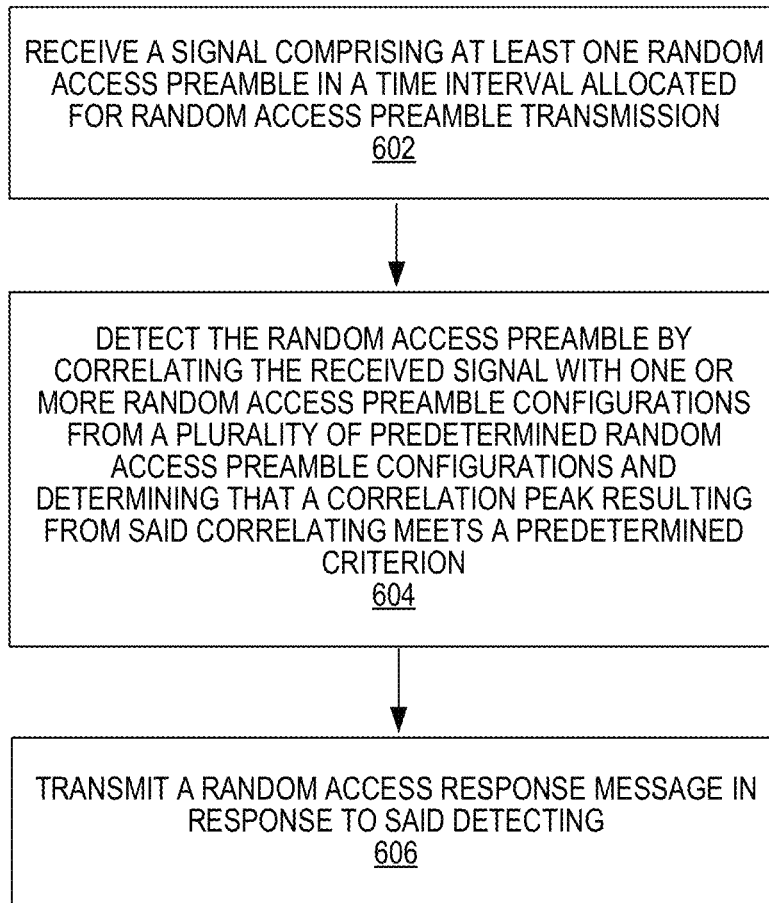 RECEIVE A SIGNAL COMPRISING AT LEAST ONE RANDOM
ACCESS PREAMBLE IN A TIME INTERVAL ALLOCATED
FOR RANDOM ACCESS PREAMBLE TRANSMISSION
602
DETECT THE RANDOM ACCESS PREAMBLE BY
CORRELATING THE RECEIVED SIGNAL WITH ONE OR
MORE RANDOM ACCESS PREAMBLE CONFIGURATIONS
FROM A PLURALITY OF PREDETERMINED RANDOM
ACCESS PREAMBLE CONFIGURATIONS AND
DETERMINING THAT A CORRELATION PEAK RESULTING
FROM SAID CORRELATING MEETS A PREDETERMINED
CRITERION
604
TRANSMIT A RANDOM ACCESS RESPONSE MESSAGE IN
RESPONSE TO SAID DETECTING
606